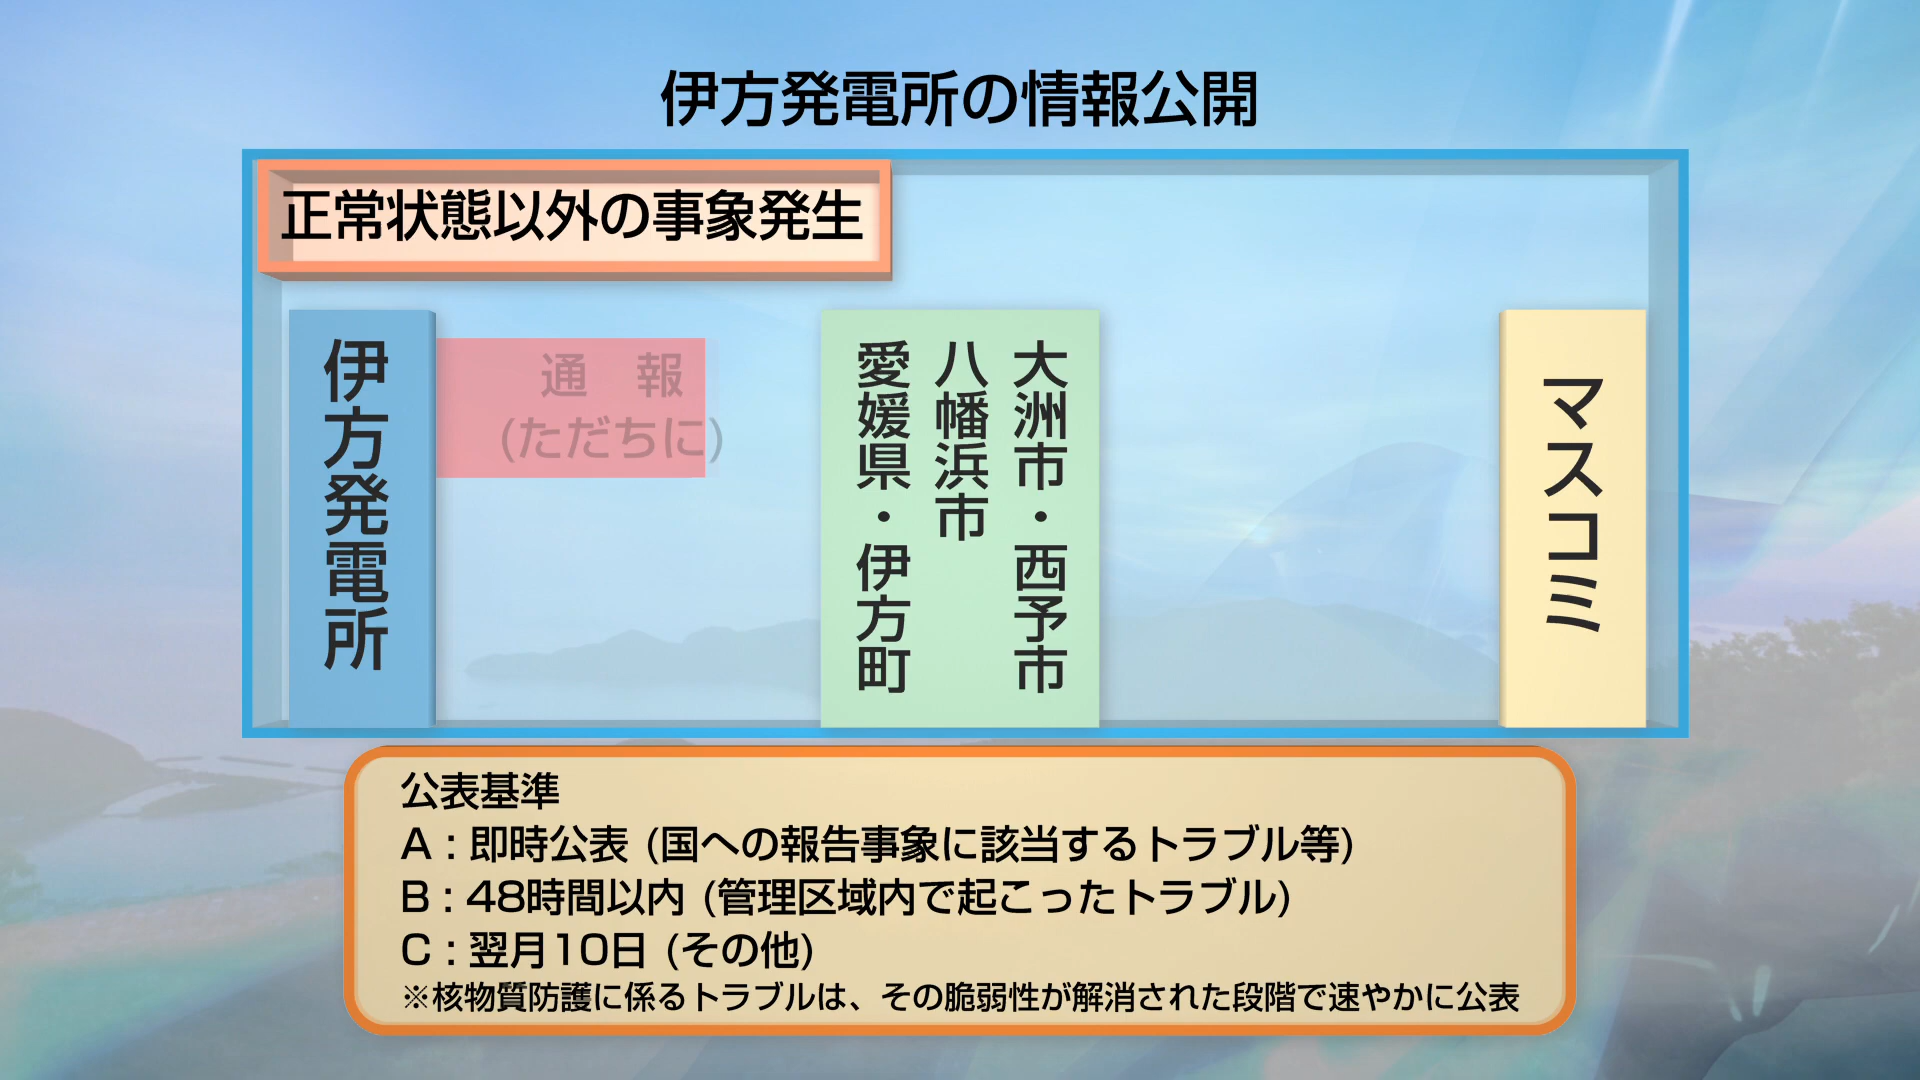 伊方発電所の情報公開
正常状態以外の事象発生
伊方発電所
通　報
(ただちに)
大洲市・西予市
八幡浜市
愛媛県・伊方町
マスコミ
公表基準
A : 即時公表 (国への報告事象に該当するトラブル等)
B : 48時間以内 (管理区域内で起こったトラブル)
C : 翌月10日 (その他)
※核物質防護に係るトラブルは、その脆弱性が解消された段階で速やかに公表